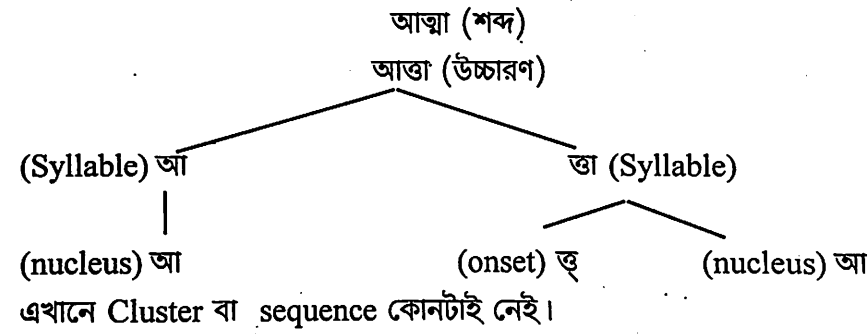 আত্মা (শব্দ)
আত্তা (উচ্চারণ)
(Syllable) আ ত্তা (Syllable)
(nucleus) আ (onset) ত্ত্ (nucleus) আ
এখানে Cluster বা sequence কোনটাই নেই।